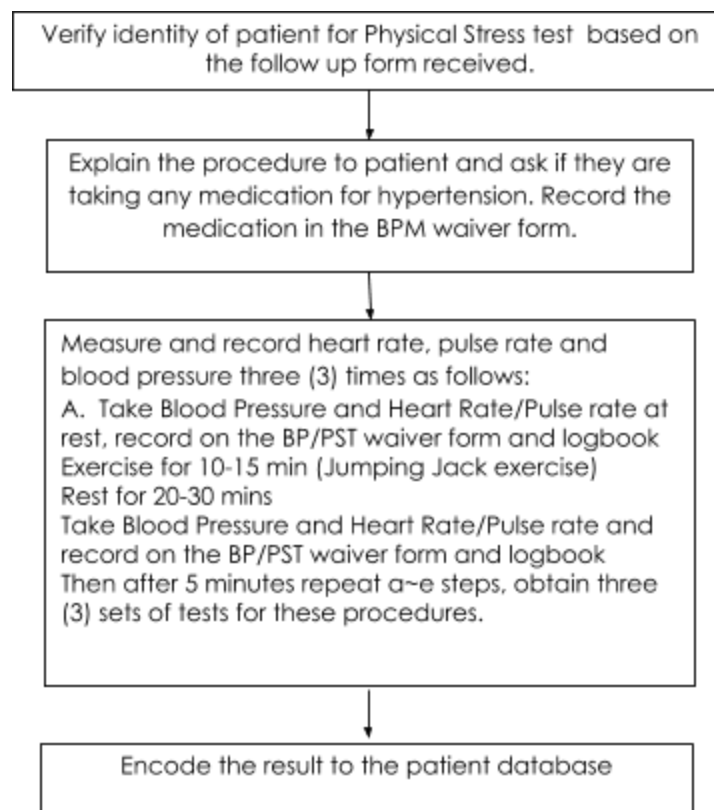 Verify identity of patient for Physical Stress test based on
the follow up form received.
Explain the procedure to patient and ask if they are
taking any medication for hypertension. Record the
medication in the BPM waiver form.
Measure and record heart rate, pulse rate and
blood pressure three (3) times as follows:
A. Take Blood Pressure and Heart Rate/Pulse rate at
rest, record on the BP/PST waiver form and logbook
Exercise for 10-15 min (Jumping Jack exercise)
Rest for 20-30 mins
Take Blood Pressure and Heart Rate/Pulse rate and
record on the BP/PST waiver form and logbook
Then after 5 minutes repeat a~e steps, obtain three
(3) sets of tests for these procedures.
Encode the result to the patient database